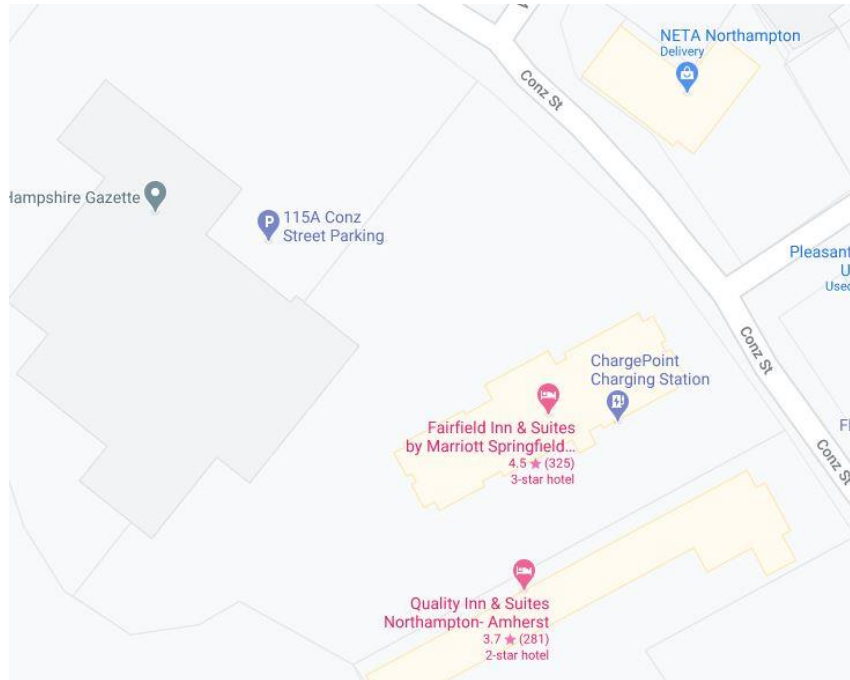 NETA Northampton
Delivery
Conz St
Hampshire Gazette
P
115A Conz
Street Parking
Pleasant
U
Used
Conz St
ChargePoint
Charging Station
Fairfield Inn & Suites
by Marriott Springfield...
4.5 ★ (325)
3-star hotel
Conz St
Quality Inn & Suites
Northampton- Amherst
3.7 ★ (281)
2-star hotel